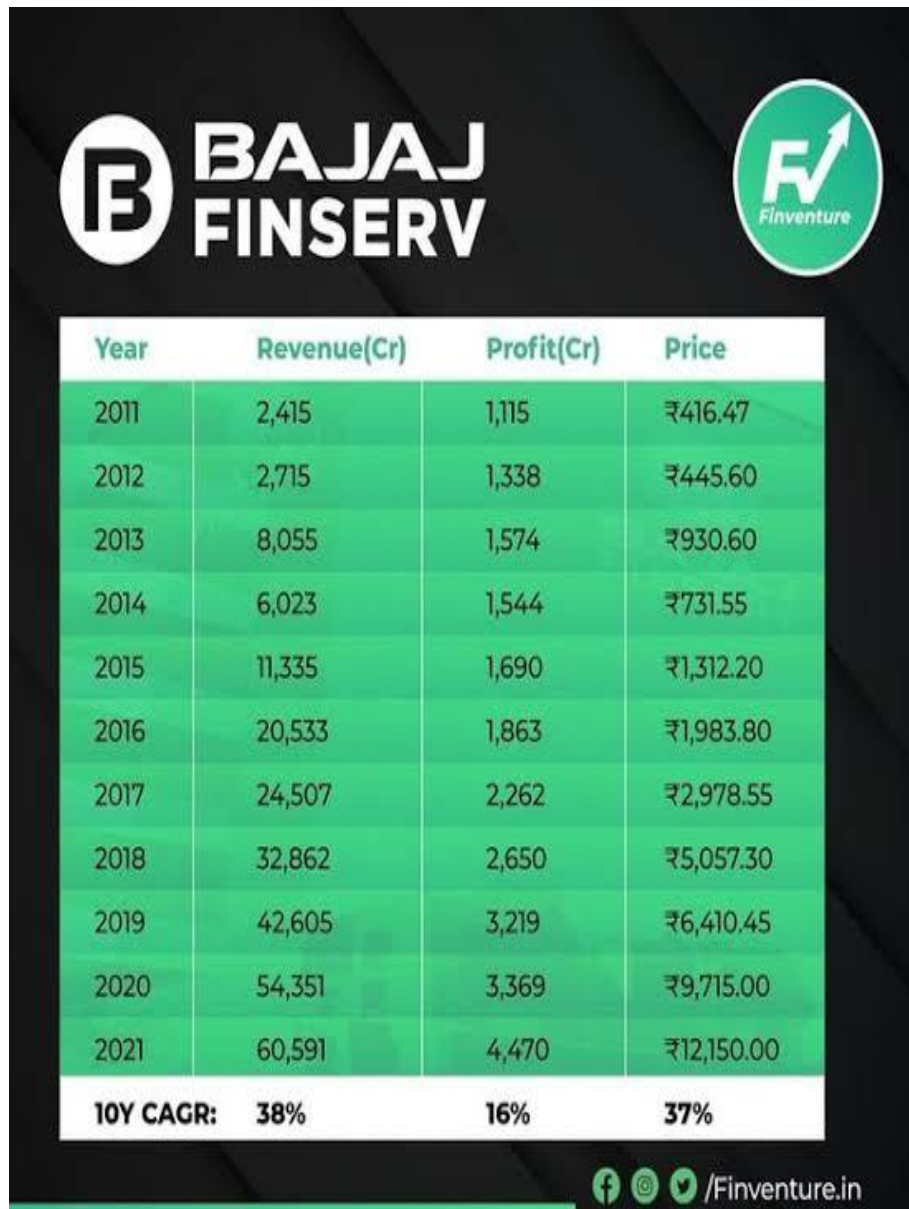 BAJAJ
FINSERV
FV
Finventure
Year Revenue(Cr) Profit(Cr) Price
2011 2,415 1,115 ₹416.47
2012 2,715 1,338 ₹445.60
2013 8,055 1,574 ₹930.60
2014 6,023 1,544 ₹731.55
2015 11,335 1,690 ₹1,312.20
2016 20,533 1,863 ₹1,983.80
2017 24,507 2,262 ₹2,978.55
2018 32,862 2,650 ₹5,057.30
2019 42,605 3,219 ₹6,410.45
2020 54,351 3,369 ₹9,715.00
2021 60,591 4,470 ₹12,150.00
10Y CAGR: 38% 16% 37%
/Finventure.in